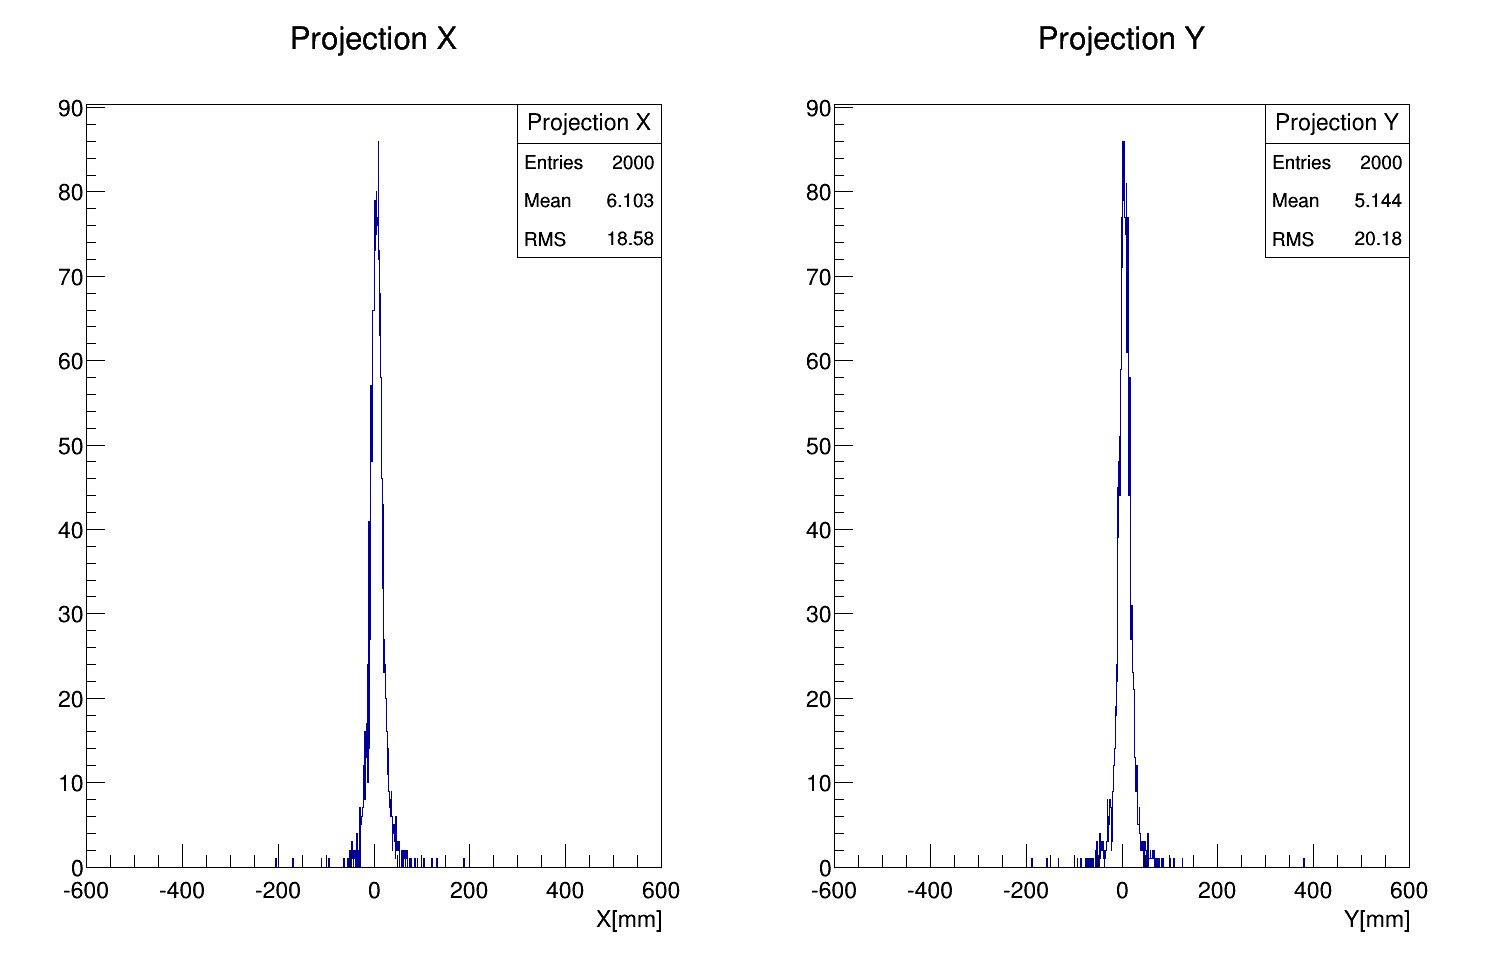 Projection X
90
80
70
60
50
40
30
20
10
0
-600 -400 -200 0 200 400 600
X[mm]
Projection X
Entries 2000
Mean 6.103
RMS 18.58
Projection Y
90
80
70
60
50
40
30
20
10
0
-600 -400 -200 0 200 400 600
Y[mm]
Projection Y
Entries 2000
Mean 5.144
RMS 20.18